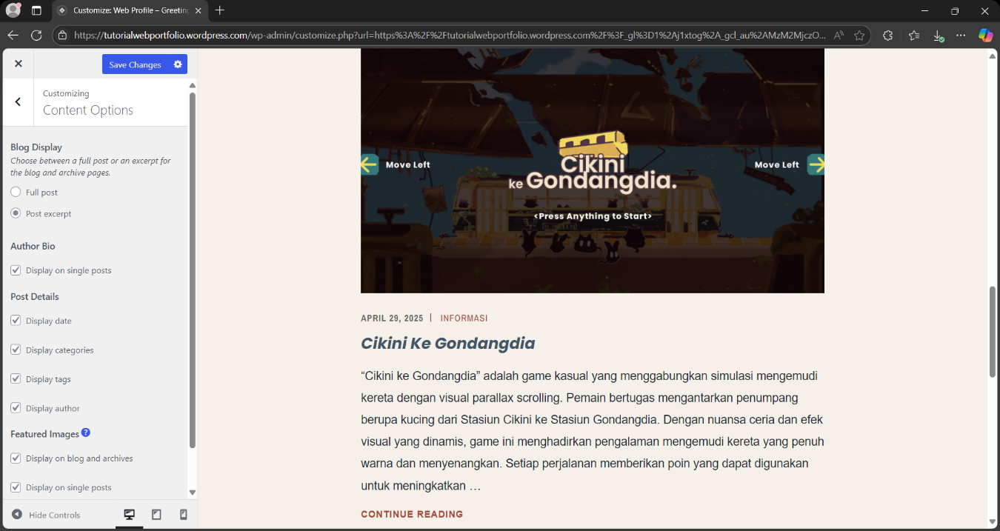 Customize: Web Profile – Greeting
https://tutorialwebportfolio.wordpress.com/wp-admin/customize.php?url=https%3A%2F%2Ftutorialwebportfolio.wordpress.com%2F%3F_gl%3D1%2Aj1xtog%2A_gcl_au%2AMzM2MjczO...
Save Changes
Customizing
Content Options
Blog Display
Choose between a full post or an excerpt for
the blog and archive pages.
Full post
Post excerpt
Author Bio
Display on single posts
Post Details
Display date
Display categories
Display tags
Display author
Featured Images ?
Display on blog and archives
Display on single posts
Hide Controls
Cikini
ke Gondangdia.
Move Left
Move Left
<Press Anything to Start>
APRIL 29, 2025 | INFORMASI
Cikini Ke Gondangdia
“Cikini ke Gondangdia” adalah game kasual yang menggabungkan simulasi mengemudi
kereta dengan visual parallax scrolling. Pemain bertugas mengantarkan penumpang
berupa kucing dari Stasiun Cikini ke Stasiun Gondangdia. Dengan nuansa ceria dan efek
visual yang dinamis, game ini menghadirkan pengalaman mengemudi kereta yang penuh
warna dan menyenangkan. Setiap perjalanan memberikan poin yang dapat digunakan
untuk meningkatkan …
CONTINUE READING